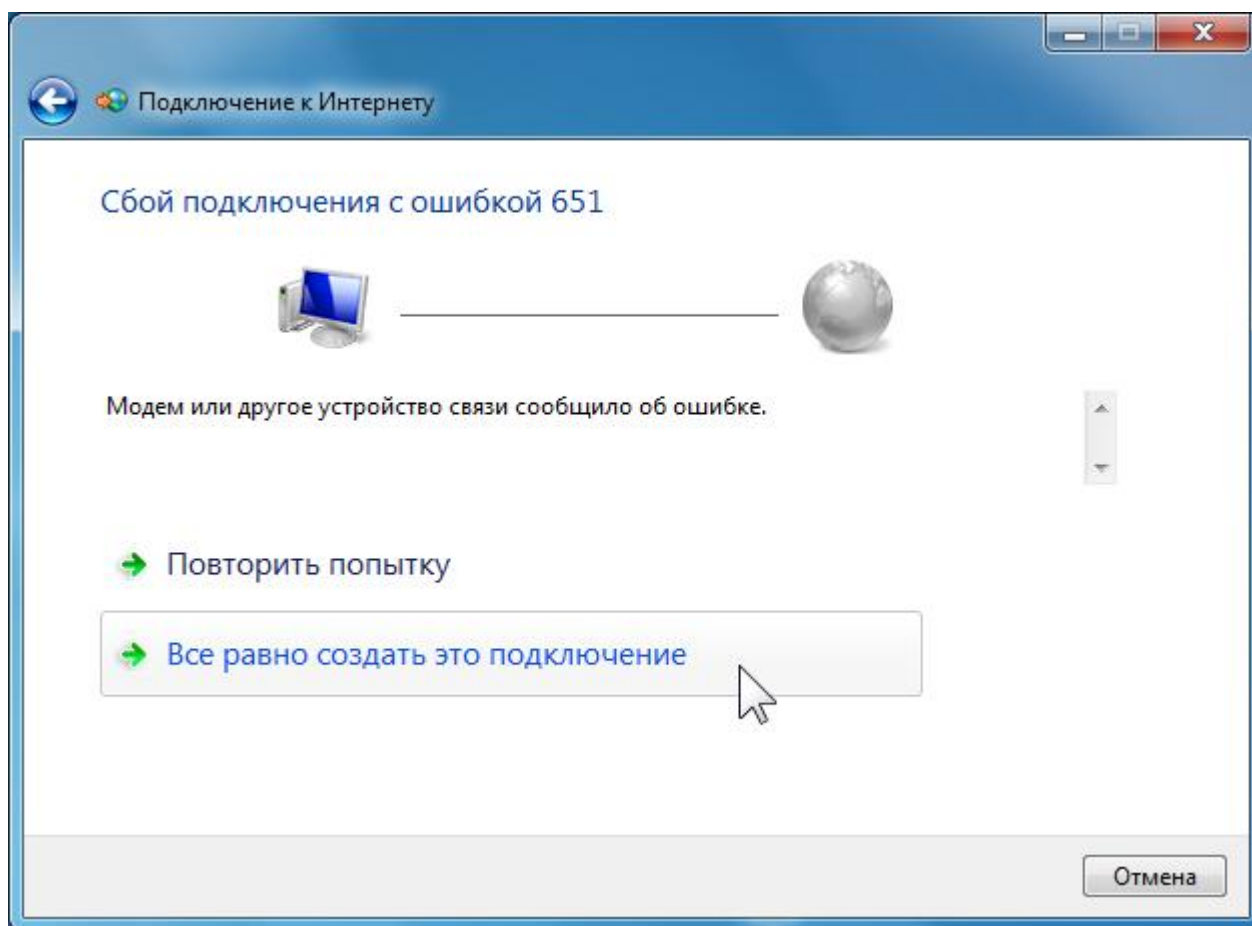 Подключение к Интернету
Сбой подключения с ошибкой 651
Модем или другое устройство связи сообщило об ошибке.
Повторить попытку
Все равно создать это подключение
Отмена